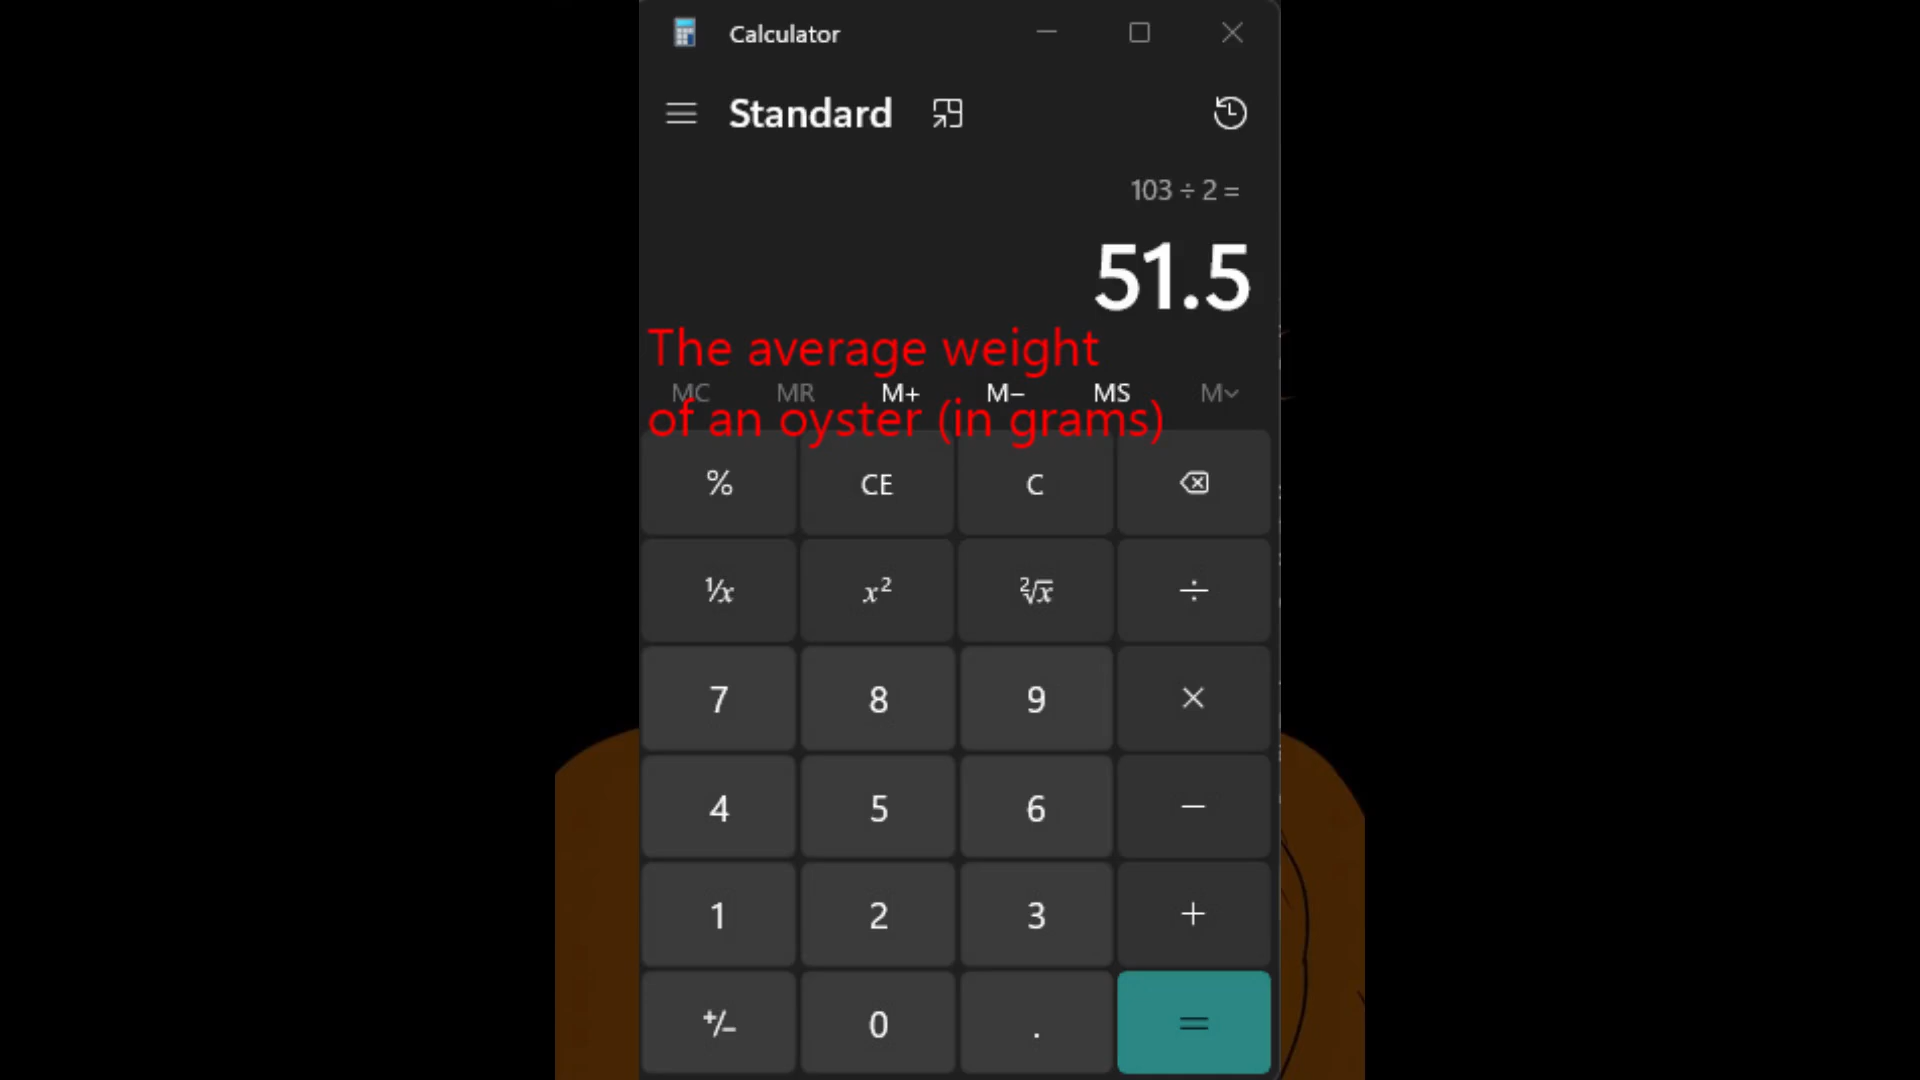 Calculator
Standard
103 ÷ 2 =
51.5
The average weight
MC MR M+ M− MS M
of an oyster (in grams)
% CE C
⅟x x² ²√x ÷
7 8 9 ×
4 5 6 −
1 2 3 +
+/− 0 . =